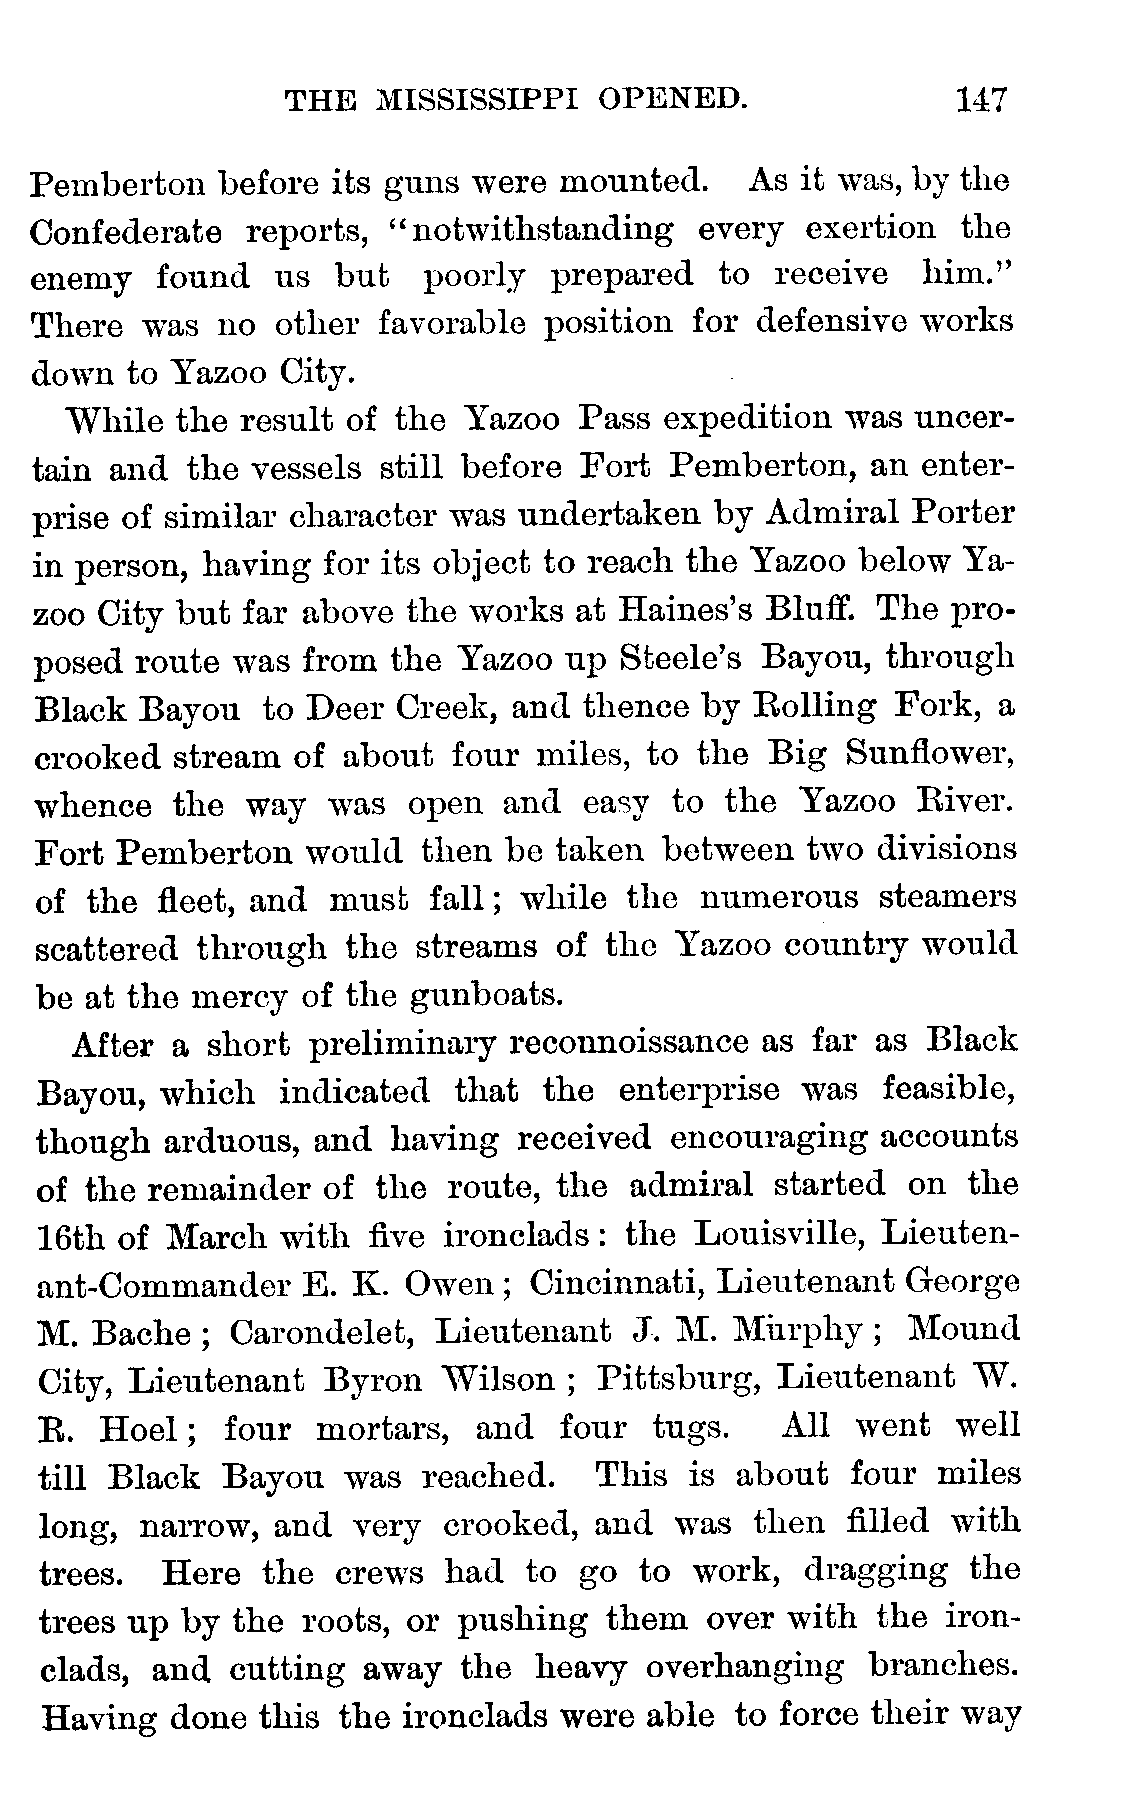 THE MISSISSIPPI OPENED. 147
Pemberton before its guns were mounted. As it was, by the
Confederate reports, “notwithstanding every exertion the
enemy found us but poorly prepared to receive him.”
There was no other favorable position for defensive works
down to Yazoo City.
While the result of the Yazoo Pass expedition was uncer-
tain and the vessels still before Fort Pemberton, an enter-
prise of similar character was undertaken by Admiral Porter
in person, having for its object to reach the Yazoo below Ya-
zoo City but far above the works at Haines’s Bluff. The pro-
posed route was from the Yazoo up Steele’s Bayou, through
Black Bayou to Deer Creek, and thence by Rolling Fork, a
crooked stream of about four miles, to the Big Sunflower,
whence the way was open and easy to the Yazoo River.
Fort Pemberton would then be taken between two divisions
of the fleet, and must fall; while the numerous steamers
scattered through the streams of the Yazoo country would
be at the mercy of the gunboats.
After a short preliminary reconnoissance as far as Black
Bayou, which indicated that the enterprise was feasible,
though arduous, and having received encouraging accounts
of the remainder of the route, the admiral started on the
16th of March with five ironclads: the Louisville, Lieuten-
ant-Commander E. K. Owen; Cincinnati, Lieutenant George
M. Bache; Carondelet, Lieutenant J. M. Murphy; Mound
City, Lieutenant Byron Wilson; Pittsburg, Lieutenant W.
R. Hoel; four mortars, and four tugs. All went well
till Black Bayou was reached. This is about four miles
long, narrow, and very crooked, and was then filled with
trees. Here the crews had to go to work, dragging the
trees up by the roots, or pushing them over with the iron-
clads, and cutting away the heavy overhanging branches.
Having done this the ironclads were able to force their way